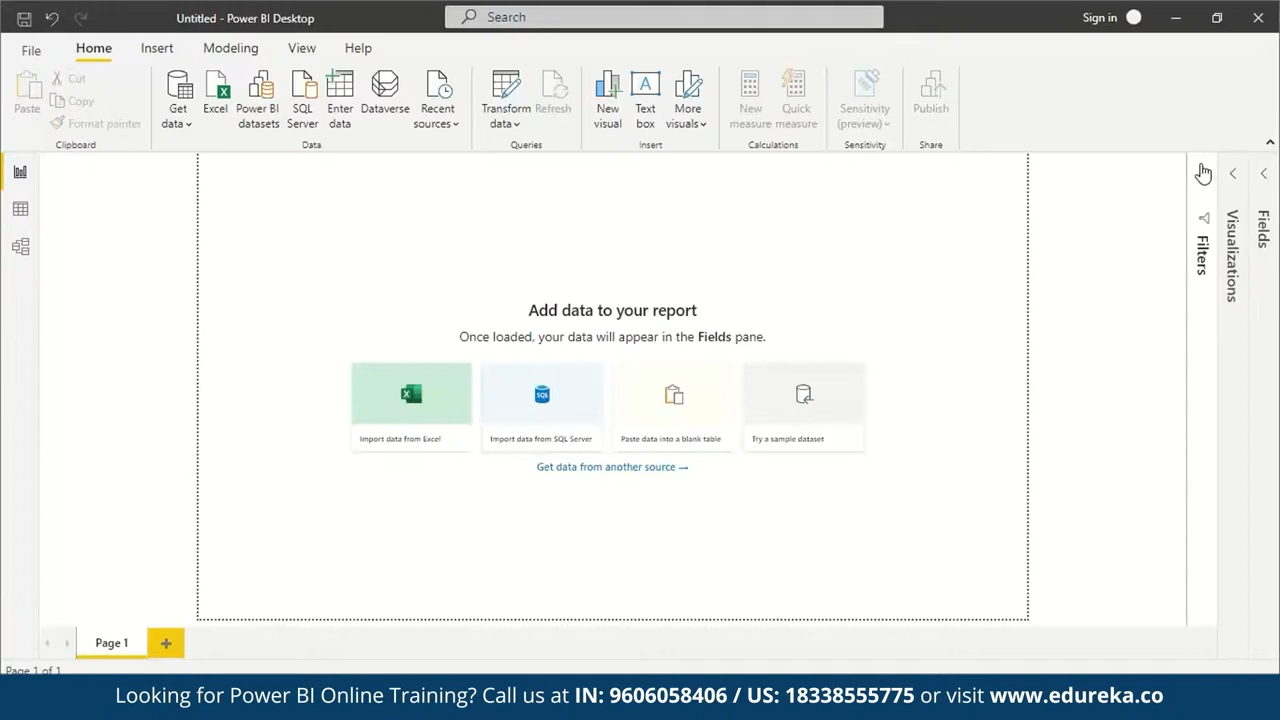 Untitled - Power BI Desktop
Search
Sign in
File
Home
Insert
Modeling
View
Help
Paste
Cut
Copy
Format painter
Clipboard
Get data
Excel
Power BI datasets
SQL Server
Enter data
Dataverse
Recent sources
Data
Transform data
Refresh
Queries
New visual
Text box
More visuals
Insert
New measure
Quick measure
Calculations
Sensitivity (preview)
Sensitivity
Publish
Share
Filters
Visualizations
Fields
Add data to your report
Once loaded, your data will appear in the Fields pane.
Import data from Excel
SQL
Import data from SQL Server
Paste data into a blank table
Try a sample dataset
Get data from another source →
Page 1
Page 1 of 1
Looking for Power BI Online Training? Call us at IN: 9606058406 / US: 18338555775 or visit www.edureka.co